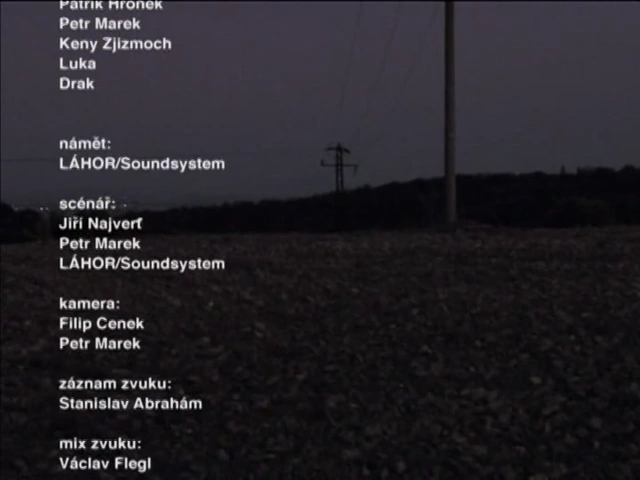 Patrik Hronek
Petr Marek
Keny Zjizmoch
Luka
Drak
námět:
LÁHOR/Soundsystem
scénář:
Jiří Najvert
Petr Marek
LÁHOR/Soundsystem
kamera:
Filip Cenek
Petr Marek
záznam zvuku:
Stanislav Abrahám
mix zvuku:
Václav Flegl